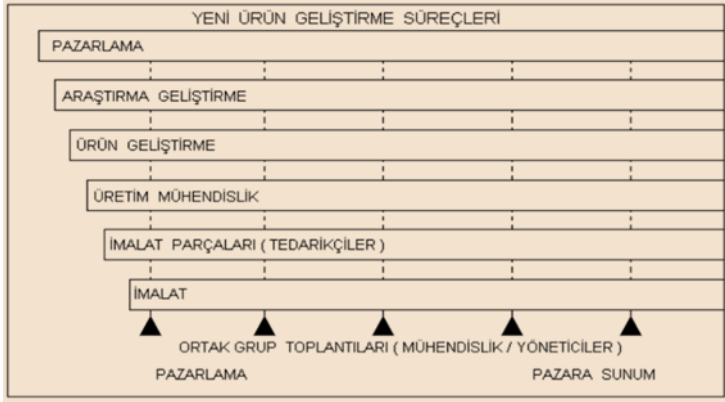 YENİ ÜRÜN GELİŞTİRME SÜREÇLERİ
PAZARLAMA
ARAŞTIRMA GELİŞTİRME
ÜRÜN GELİŞTİRME
ÜRETİM MÜHENDİSLİK
İMALAT PARÇALARI ( TEDARİKÇİLER )
İMALAT
ORTAK GRUP TOPLANTILARI ( MÜHENDİSLİK / YÖNETİCİLER )
PAZARLAMA PAZARA SUNUM